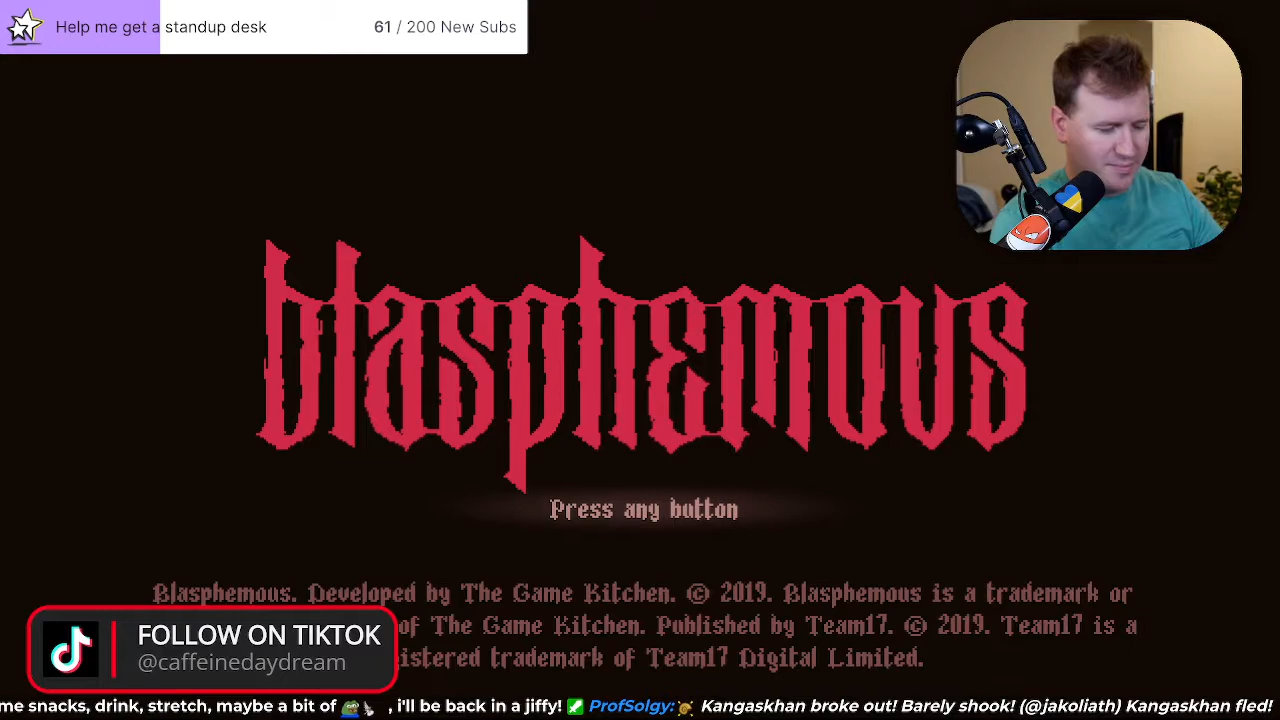 Help me get a standup desk 61 / 200 New Subs
blasphemous
Press any button
Blasphemous. Developed by The Game Kitchen. © 2019. Blasphemous is a trademark or
of The Game Kitchen. Published by Team17. © 2019. Team17 is a
istered trademark of Team17 Digital Limited.
FOLLOW ON TIKTOK
@caffeinedaydream
me snacks, drink, stretch, maybe a bit of , i'll be back in a jiffy! ProfSolgy: Kangaskhan broke out! Barely shook! (@jakoliath) Kangaskhan fled!